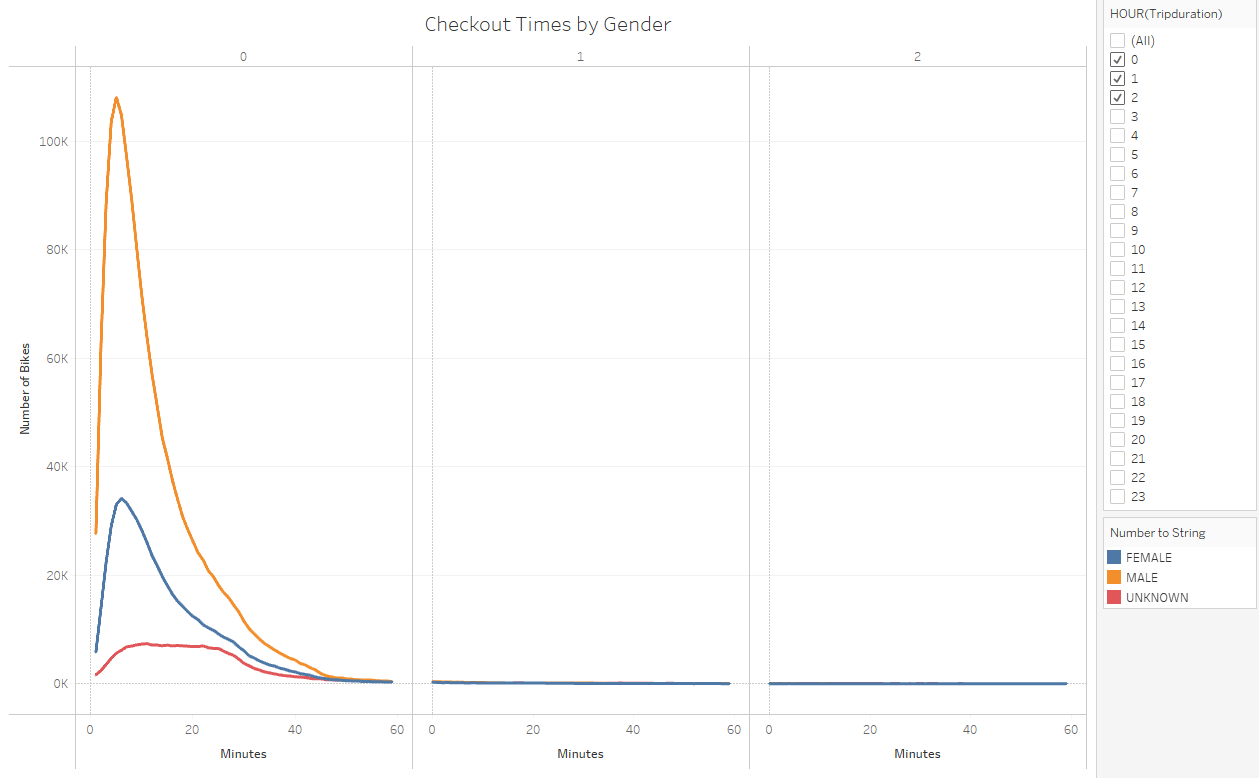 Checkout Times by Gender
0 1 2
100K
80K
60K
40K
20K
0K
Number of Bikes
0 20 40 60 0 20 40 60 0 20 40 60
Minutes Minutes Minutes
HOUR(Tripduration)
(All)
0
1
2
3
4
5
6
7
8
9
10
11
12
13
14
15
16
17
18
19
20
21
22
23
Number to String
FEMALE
MALE
UNKNOWN